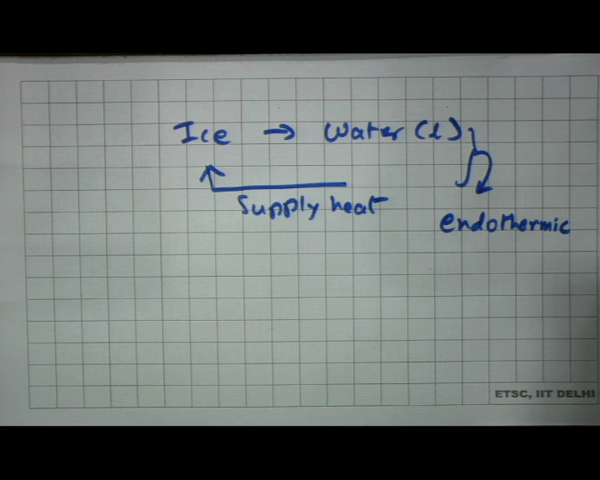 Ice → Water (l)
Supply heat
endothermic
ETSC, IIT DELHI